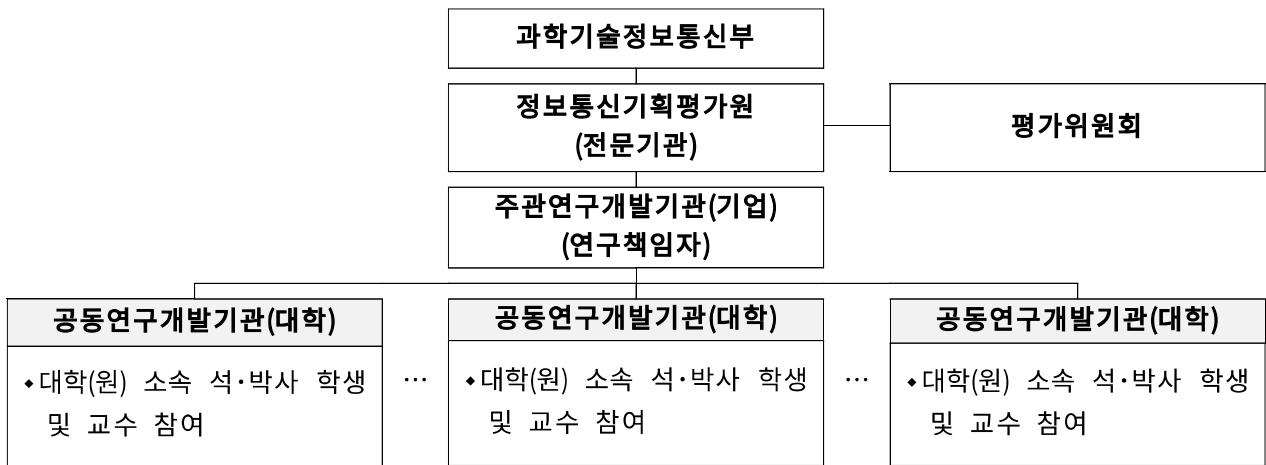 과학기술정보통신부
정보통신기획평가원
(전문기관)
평가위원회
주관연구개발기관(기업)
(연구책임자)
공동연구개발기관(대학)
◆대학(원) 소속 석·박사 학생
및 교수 참여
…
공동연구개발기관(대학)
◆대학(원) 소속 석·박사 학생
및 교수 참여
…
공동연구개발기관(대학)
◆대학(원) 소속 석·박사 학생
및 교수 참여